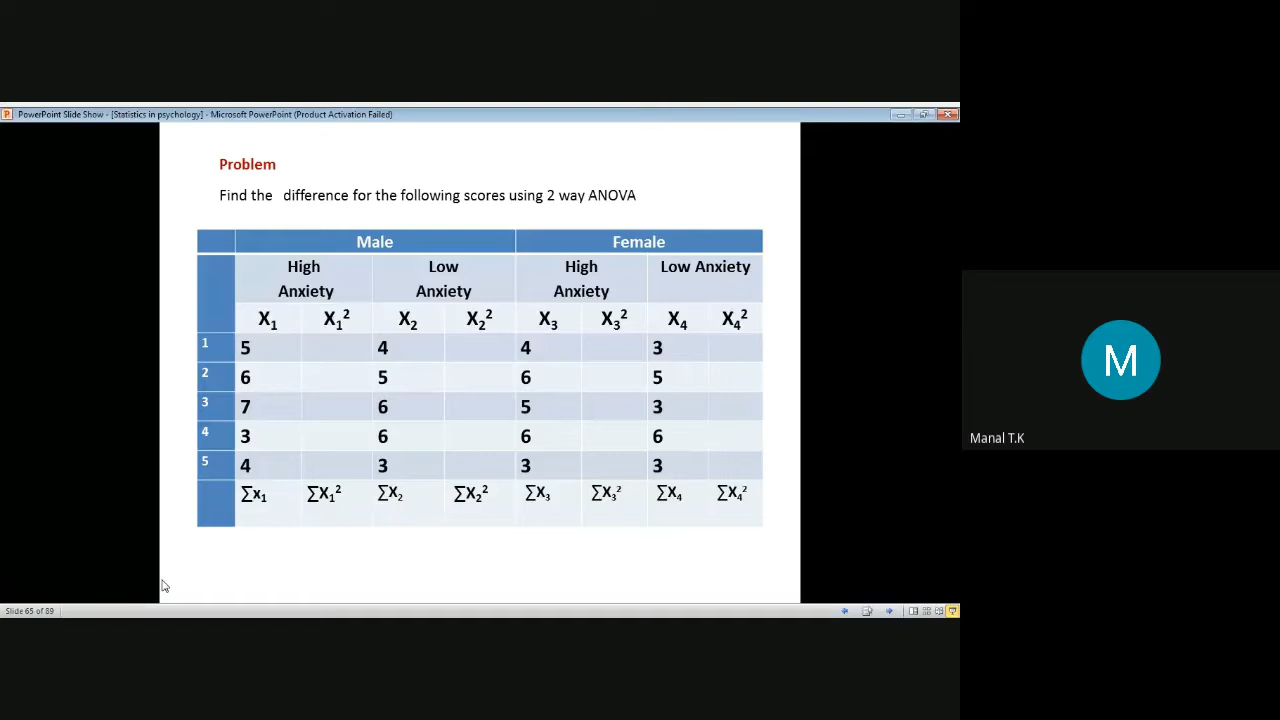 PowerPoint Slide Show - [Statistics in psychology] - Microsoft PowerPoint (Product Activation Failed)
Problem
Find the difference for the following scores using 2 way ANOVA
Male Female
High Anxiety Low Anxiety High Anxiety Low Anxiety
X₁ X₁² X₂ X₂² X₃ X₃² X₄ X₄²
1 5 4 4 3
2 6 5 6 5
3 7 6 5 3
4 3 6 6 6
5 4 3 3 3
∑x₁ ∑X₁² ∑X₂ ∑X₂² ∑X₃ ∑X₃² ∑X₄ ∑X₄²
Slide 65 of 89
M
Manal T.K